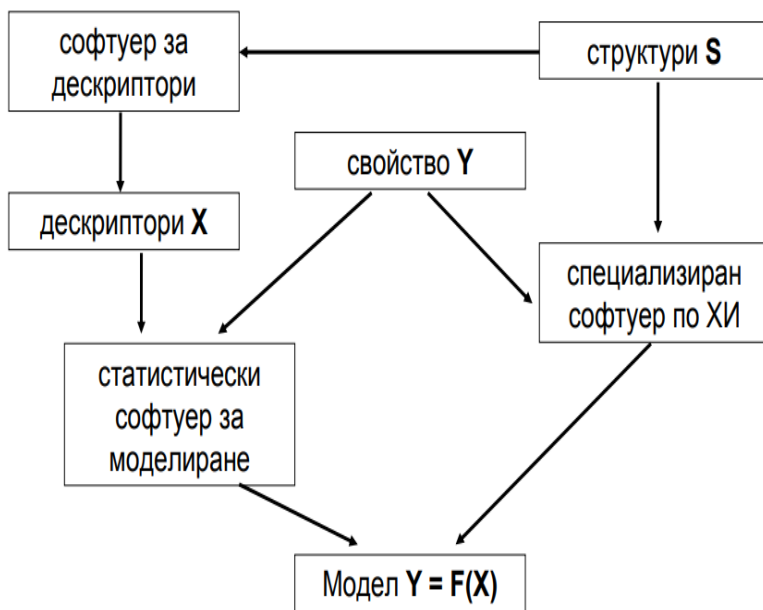 софтуер за
дескриптори
структури S
свойство Y
дескриптори X
специализиран
софтуер по ХИ
статистически
софтуер за
моделиране
Модел Y = F(X)